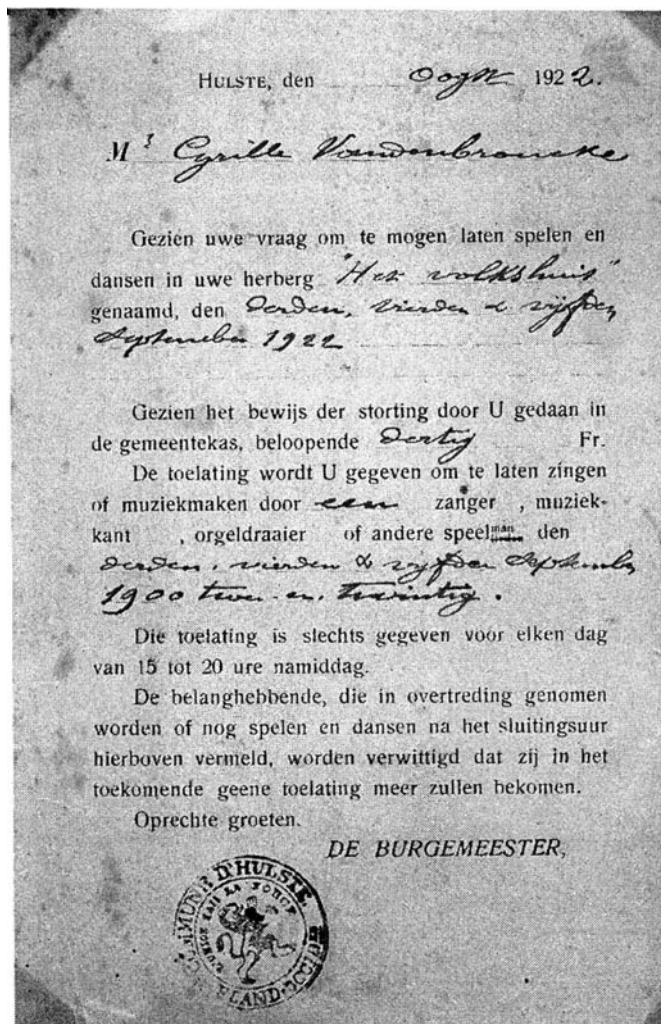 HULSTE, den Oogst 1922.
Mr Cyrille Vandenbroucke
Gezien uwe vraag om te mogen laten spelen en
dansen in uwe herberg "Het volkshuis"
genaamd, den derden, vierden & vijfden
September 1922
Gezien het bewijs der storting door U gedaan in
de gemeentekas, beloopende dertig Fr.
De toelating wordt U gegeven om te laten zingen
of muziekmaken door een zanger , muziek-
kant , orgeldraaier of andere speelman den
derden, vierden & vijfden September
1900 twee en twintig.
Die toelating is slechts gegeven voor elken dag
van 15 tot 20 ure namiddag.
De belanghebbende, die in overtreding genomen
worden of nog spelen en dansen na het sluitingsuur
hierboven vermeld, worden verwittigd dat zij in het
toekomende geene toelating meer zullen bekomen.
Oprechte groeten.
DE BURGEMEESTER,
COMMUNE D'HULSTE
L'UNION FAIT LA FORCE